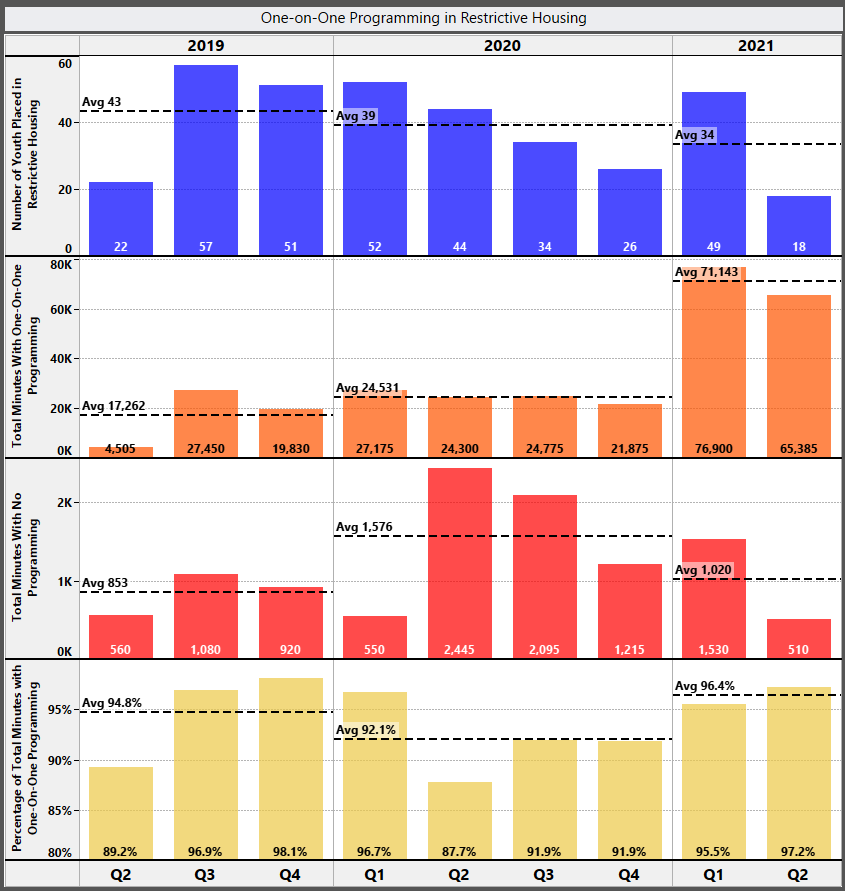 One-on-One Programming in Restrictive Housing
2019 2020 2021
Number of Youth Placed in
Restrictive Housing
60
40
20
0
Avg 43
Avg 39
Avg 34
22 57 51 52 44 34 26 49 18
Total Minutes With One-On-One
Programming
80K
60K
40K
20K
0K
Avg 17,262
Avg 24,531
Avg 71,143
4,505 27,450 19,830 27,175 24,300 24,775 21,875 76,900 65,385
Total Minutes With No
Programming
2K
1K
0K
Avg 853
Avg 1,576
Avg 1,020
560 1,080 920 550 2,445 2,095 1,215 1,530 510
Percentage of Total Minutes with
One-On-One Programming
95%
90%
85%
80%
Avg 94.8%
Avg 92.1%
Avg 96.4%
89.2% 96.9% 98.1% 96.7% 87.7% 91.9% 91.9% 95.5% 97.2%
Q2 Q3 Q4 Q1 Q2 Q3 Q4 Q1 Q2